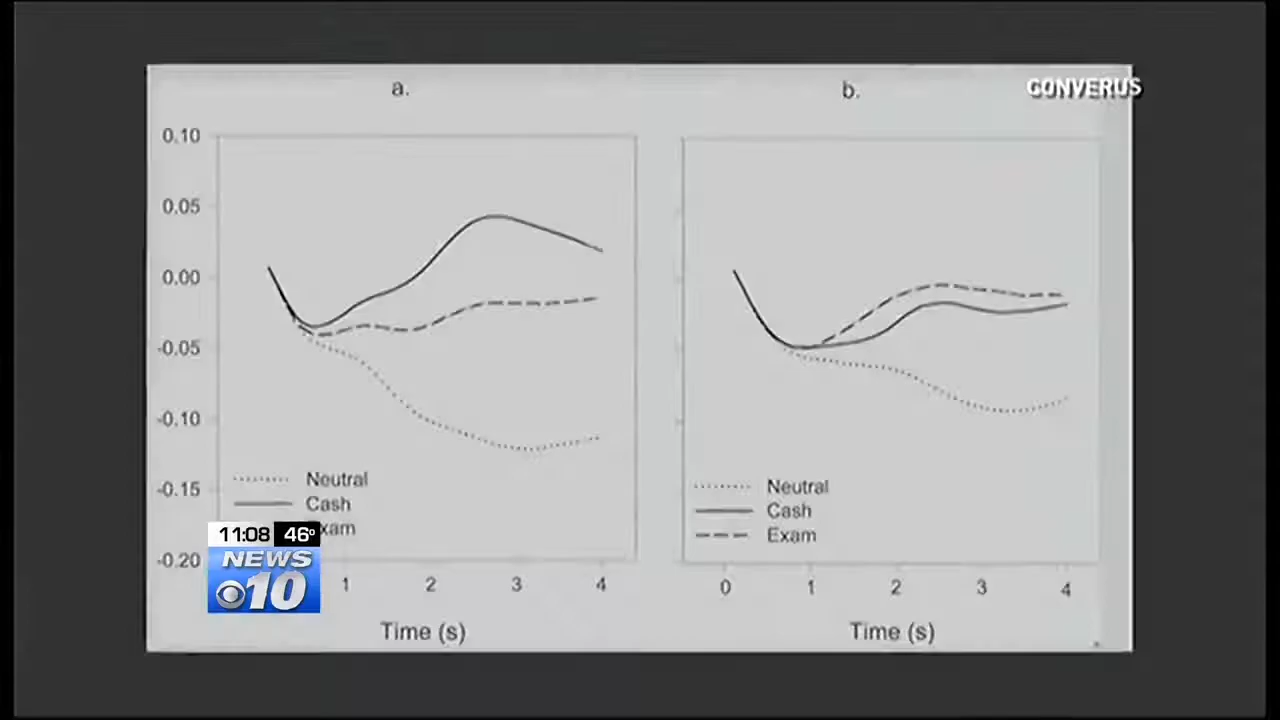 CONVERUS
a.
0.10
0.05
0.00
-0.05
-0.10
-0.15
-0.20
Neutral
Cash
xam
1 2 3 4
Time (s)
b.
Neutral
Cash
Exam
0 1 2 3 4
Time (s)
11:08 46°
NEWS
10